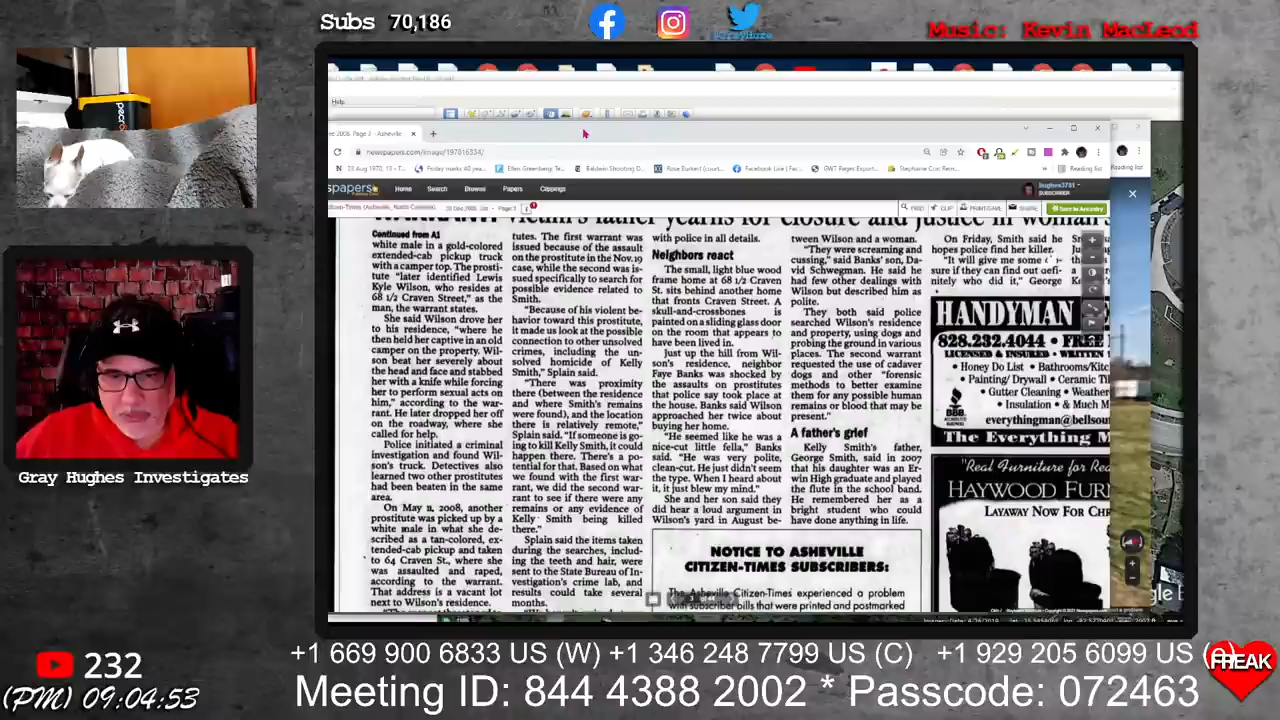 Subs 70,186
Music: Kevin MacLeod
Help
newspapers.com/image/197816334/
Home Search Browse Papers Clippings
Continued from A1
white male in a gold-colored
extended-cab pickup truck
with a camper top. The prosti-
tute "later identified Lewis
Kyle Wilson, who resides at
68 1/2 Craven Street," as the
man, the warrant states.
She said Wilson drove her
to his residence, "where he
then held her captive in an old
camper on the property. Wil-
son beat her severely about
the head and face and stabbed
her with a knife while forcing
her to perform sexual acts on
him," according to the war-
rant. He later dropped her off
on the roadway, where she
called for help.
Police initiated a criminal
investigation and found Wil-
son's truck. Detectives also
learned two other prostitutes
had been beaten in the same
area.
On May 11, 2008, another
prostitute was picked up by a
white male in what she de-
scribed as a tan-colored, ex-
tended-cab pickup and taken
to 64 Craven St., where she
was assaulted and raped,
according to the warrant.
That address is a vacant lot
next to Wilson's residence.
father yearns for closure and justice in woman's
tutes. The first warrant was
issued because of the assault
on the prostitute in the Nov. 19
case, while the second was is-
sued specifically to search for
possible evidence related to
Smith.
"Because of his violent be-
havior toward this prostitute,
it made us look at the possible
connection to other unsolved
crimes, including the un-
solved homicide of Kelly
Smith," Splain said.
"There was proximity
there (between the residence
and where Smith's remains
were found), and the location
there is relatively remote,"
Splain said. "If someone is go-
ing to kill Kelly Smith, it could
happen there. There's a po-
tential for that. Based on what
we found with the first war-
rant, we did the second war-
rant to see if there were any
remains or any evidence of
Kelly Smith being killed
there."
Splain said the items taken
during the searches, includ-
ing the teeth and hair, were
sent to the State Bureau of In-
vestigation's crime lab, and
results could take several
months.
with police in all details.
Neighbors react
The small, light blue wood
frame home at 68 1/2 Craven
St. sits behind another home
that fronts Craven Street. A
skull-and-crossbones is
painted on a sliding glass door
on the room that appears to
have been lived in.
Just up the hill from Wil-
son's residence, neighbor
Faye Banks was shocked by
the assaults on prostitutes
that police say took place at
the house. Banks said Wilson
approached her twice about
buying her home.
"He seemed like he was a
nice-cut little fella," Banks
said. "He was very polite,
clean-cut. He just didn't seem
the type. When I heard about
it, it just blew my mind."
She and her son said they
did hear a loud argument in
Wilson's yard in August be-
tween Wilson and a woman.
"They were screaming and
cussing," said Banks' son, Da-
vid Schwegman. He said he
had few other dealings with
Wilson but described him as
polite.
They both said police
searched Wilson's residence
and property, using dogs and
probing the ground in various
places. The second warrant
requested the use of cadaver
dogs and other "forensic
methods to better examine
them for any possible human
remains or blood that may be
present."
A father's grief
Kelly Smith's father,
George Smith, said in 2007
that his daughter was an Er-
win High graduate and played
the flute in the school band.
He remembered her as a
bright student who could
have done anything in life.
On Friday, Smith said he
hopes police find her killer.
"It will give me some
sure if they can find out defi-
nitely who did it," George
NOTICE TO ASHEVILLE
CITIZEN-TIMES SUBSCRIBERS:
The Asheville Citizen-Times experienced a problem
with subscriber bills that were printed and postmarked
HANDYMAN
828.232.4044 • FREE
LICENSED & INSURED • WRITTEN
• Honey Do List • Bathrooms/Kitc
• Painting/ Drywall • Ceramic Til
• Gutter Cleaning • Weather
• Insulation • & Much M
BBB
everythingman@bellsou
The Everything M
"Real Furniture for Rea
HAYWOOD FURN
LAYAWAY NOW FOR CHR
Gray Hughes Investigates
232
(PM) 09:04:53
+1 669 900 6833 US (W) +1 346 248 7799 US (C) +1 929 205 6099 US
FREAK
Meeting ID: 844 4388 2002 * Passcode: 072463